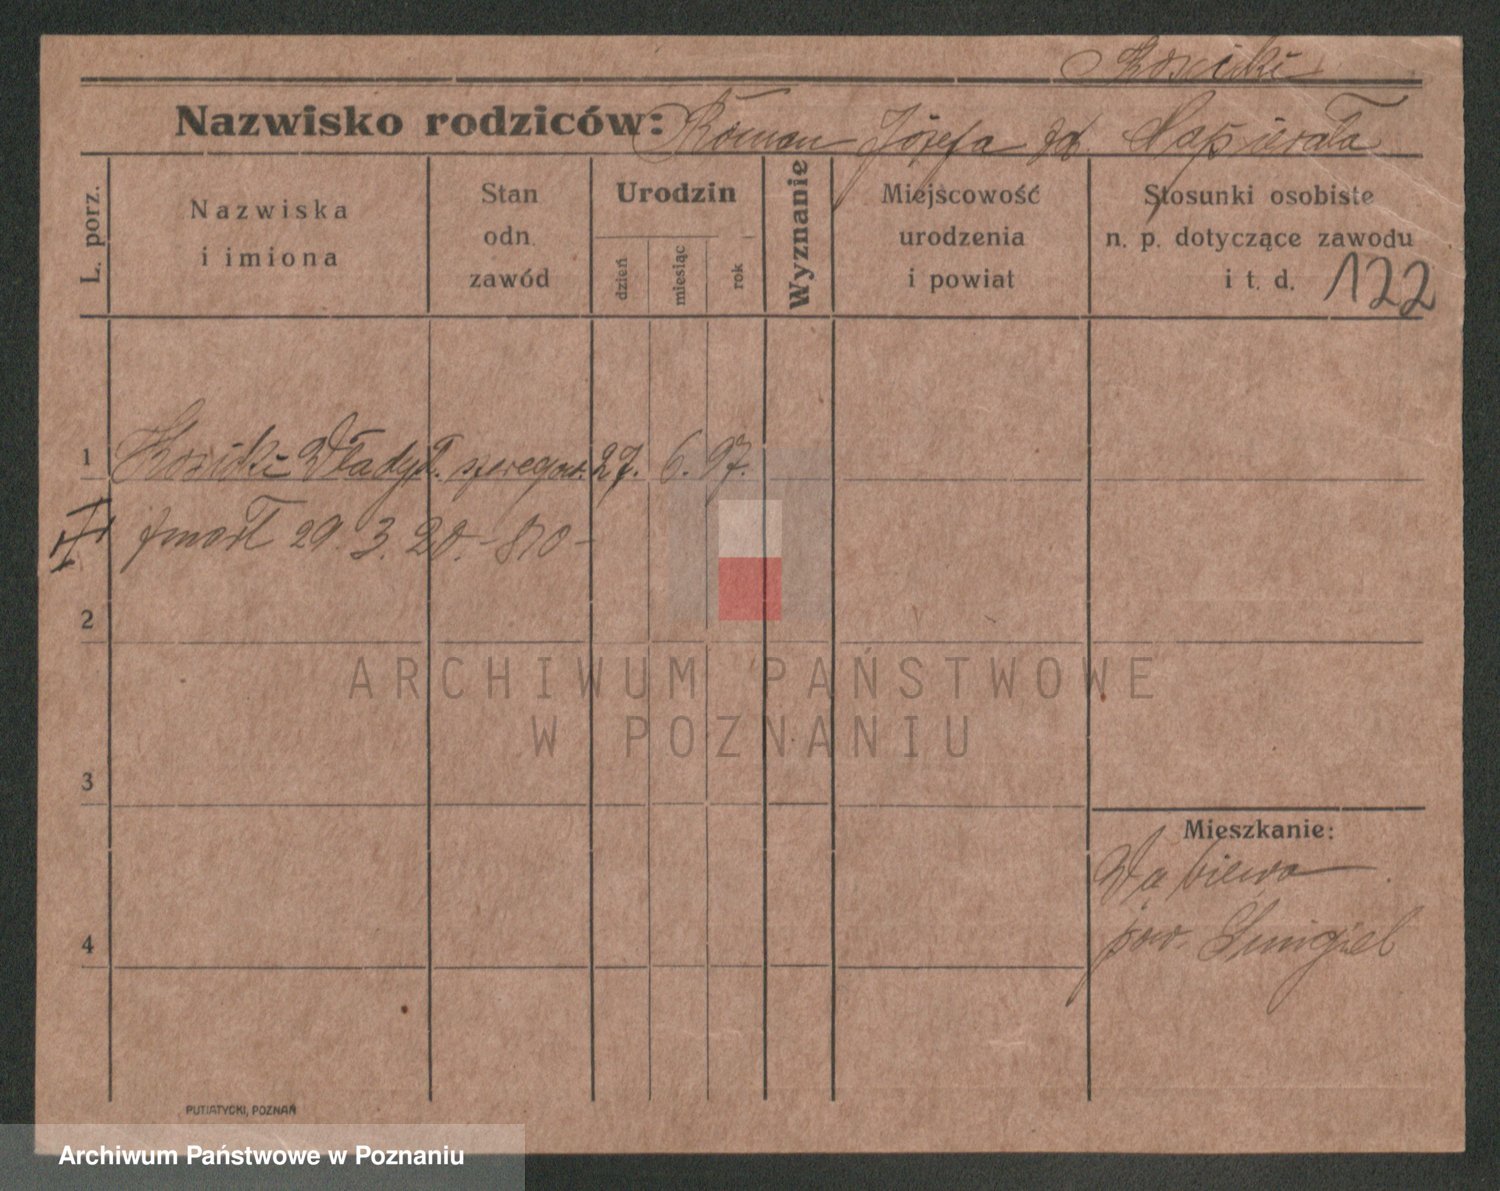 Kosicki
Nazwisko rodziców: Roman Józefa zd. Napierała
L. porz.
Nazwiska
i imiona
Stan
odn.
zawód
Urodzin
dzień
miesiąc
rok
Wyznanie
Miejscowość
urodzenia
i powiat
Stosunki osobiste
n. p. dotyczące zawodu
i t. d. 122
1 Kosicki Władysł. szeregow. 27. 6. 97.
zmarł 29. 3. 20. - 810 -
2
3
Mieszkanie:
pow. Śmigiel
4
PUTIATYCKI, POZNAŃ
ARCHIWUM PAŃSTWOWE
W POZNANIU
Archiwum Państwowe w Poznaniu